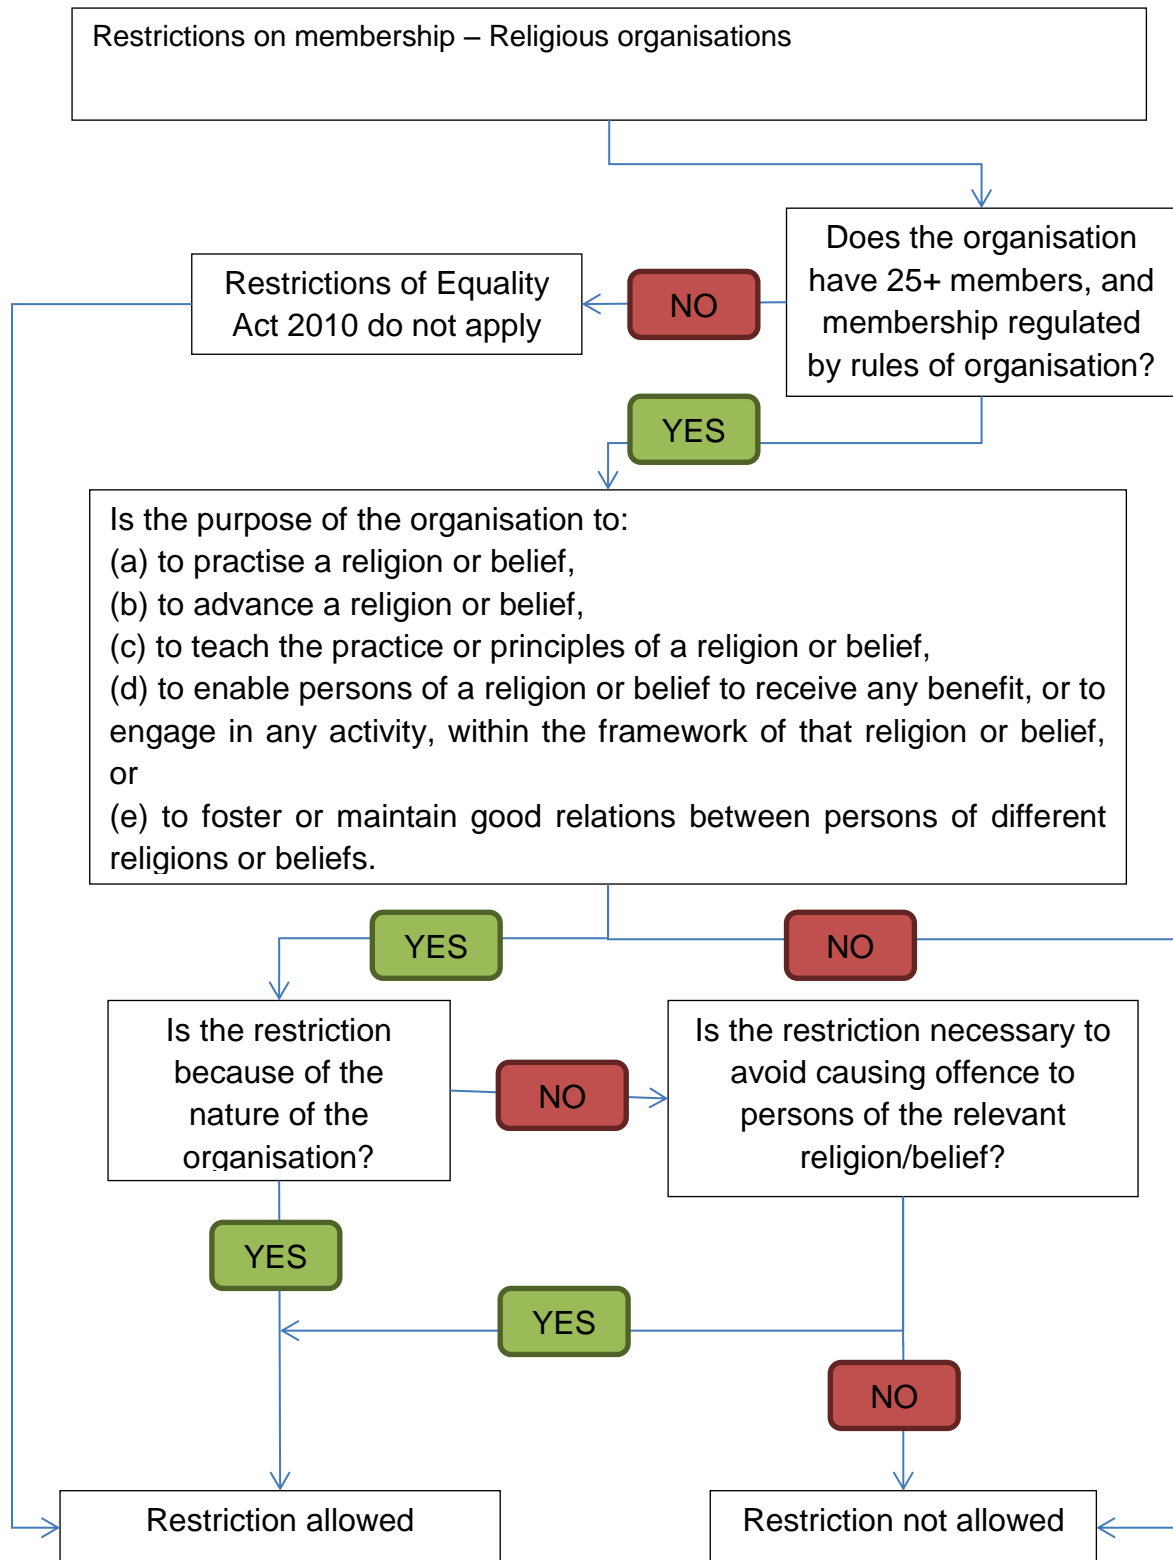 Restrictions on membership – Religious organisations
Does the organisation
have 25+ members, and
membership regulated
by rules of organisation?
NO
Restrictions of Equality
Act 2010 do not apply
YES
Is the purpose of the organisation to:
(a) to practise a religion or belief,
(b) to advance a religion or belief,
(c) to teach the practice or principles of a religion or belief,
(d) to enable persons of a religion or belief to receive any benefit, or to
engage in any activity, within the framework of that religion or belief,
or
(e) to foster or maintain good relations between persons of different
religions or beliefs.
YES
NO
Is the restriction
because of the
nature of the
organisation?
NO
Is the restriction necessary to
avoid causing offence to
persons of the relevant
religion/belief?
YES
YES
NO
Restriction allowed
Restriction not allowed